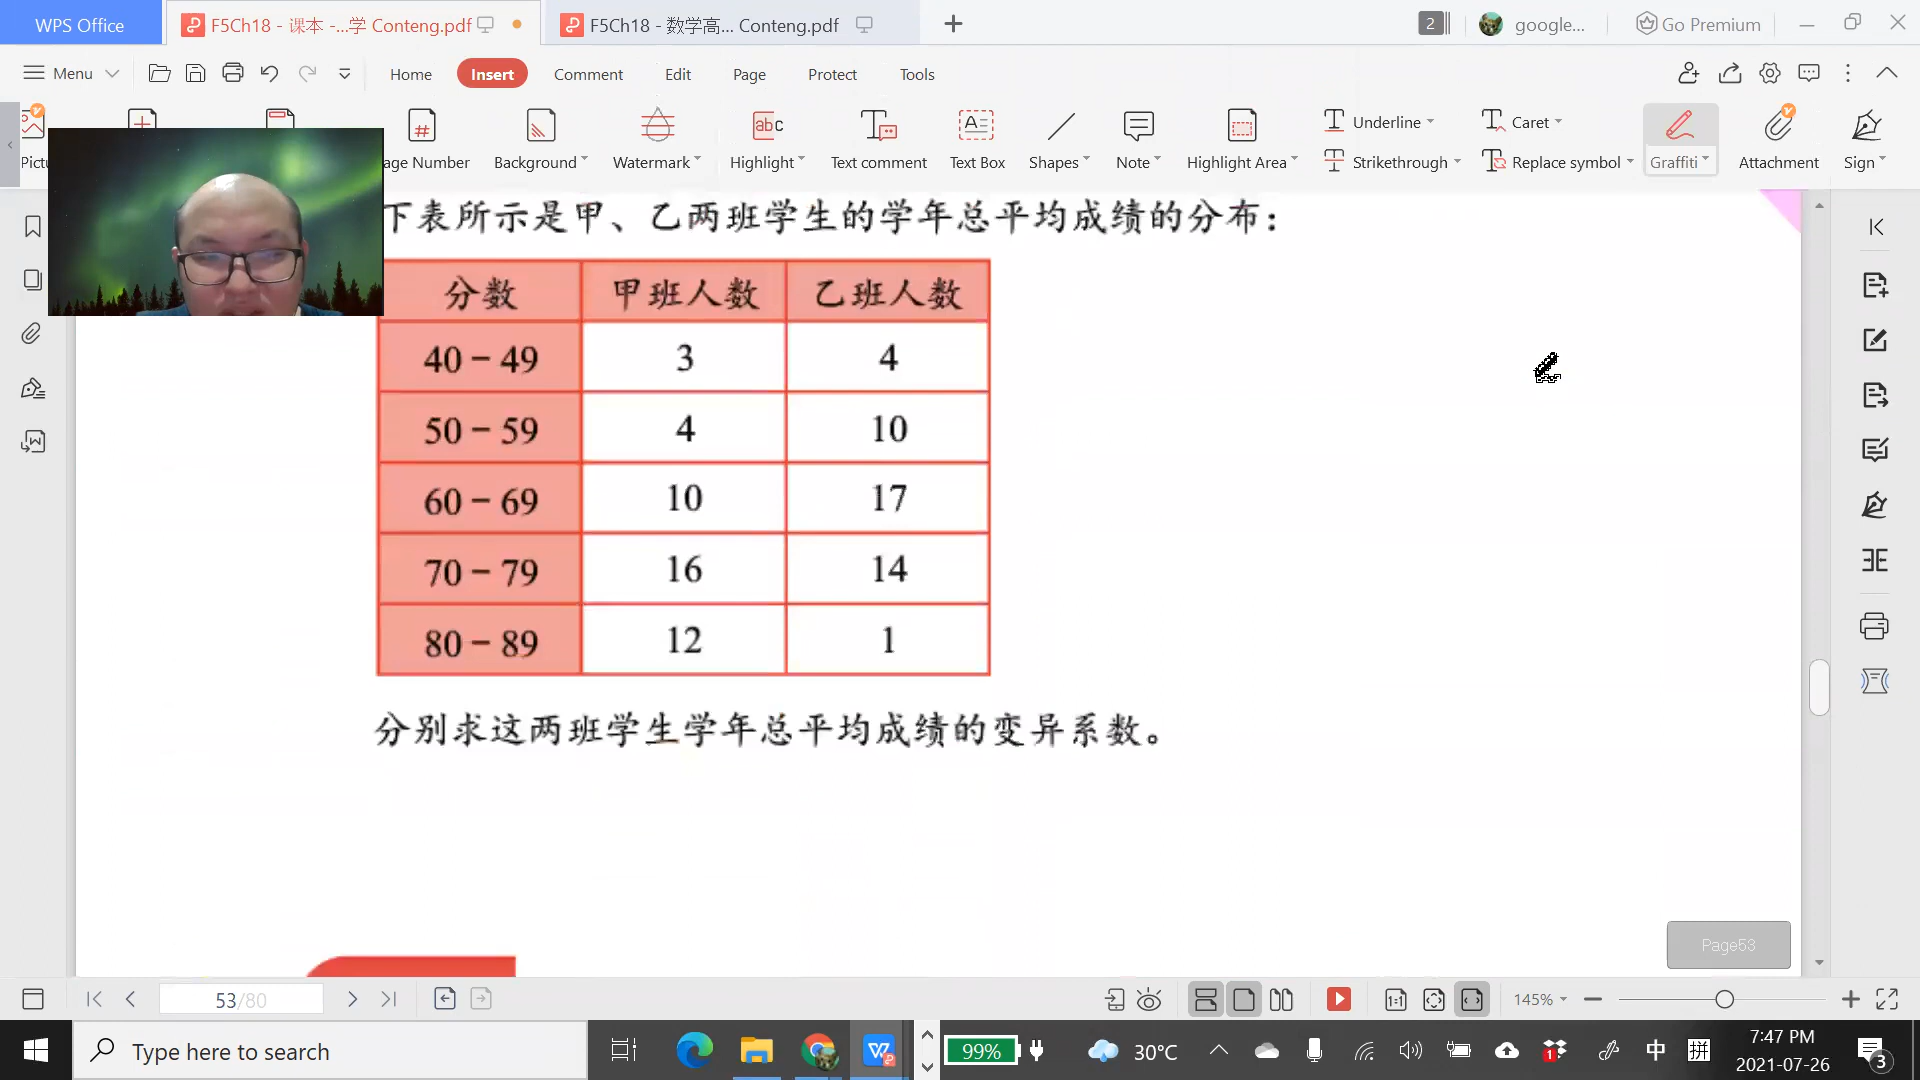 WPS Office
F5Ch18 - 课本 -...学 Conteng.pdf
F5Ch18 - 数学高... Conteng.pdf
2
google...
Go Premium
Menu
Home
Insert
Comment
Edit
Page
Protect
Tools
Pictu
age Number
Background
Watermark
Highlight
Text comment
Text Box
Shapes
Note
Highlight Area
Underline
Strikethrough
Caret
Replace symbol
Graffiti
Attachment
Sign
下表所示是甲、乙两班学生的学年总平均成绩的分布：
分数 甲班人数 乙班人数
40 – 49 3 4
50 – 59 4 10
60 – 69 10 17
70 – 79 16 14
80 – 89 12 1
分别求这两班学生学年总平均成绩的变异系数。
Page53
53/80
145%
Type here to search
99%
30°C
1
中
拼
7:47 PM
2021-07-26
3